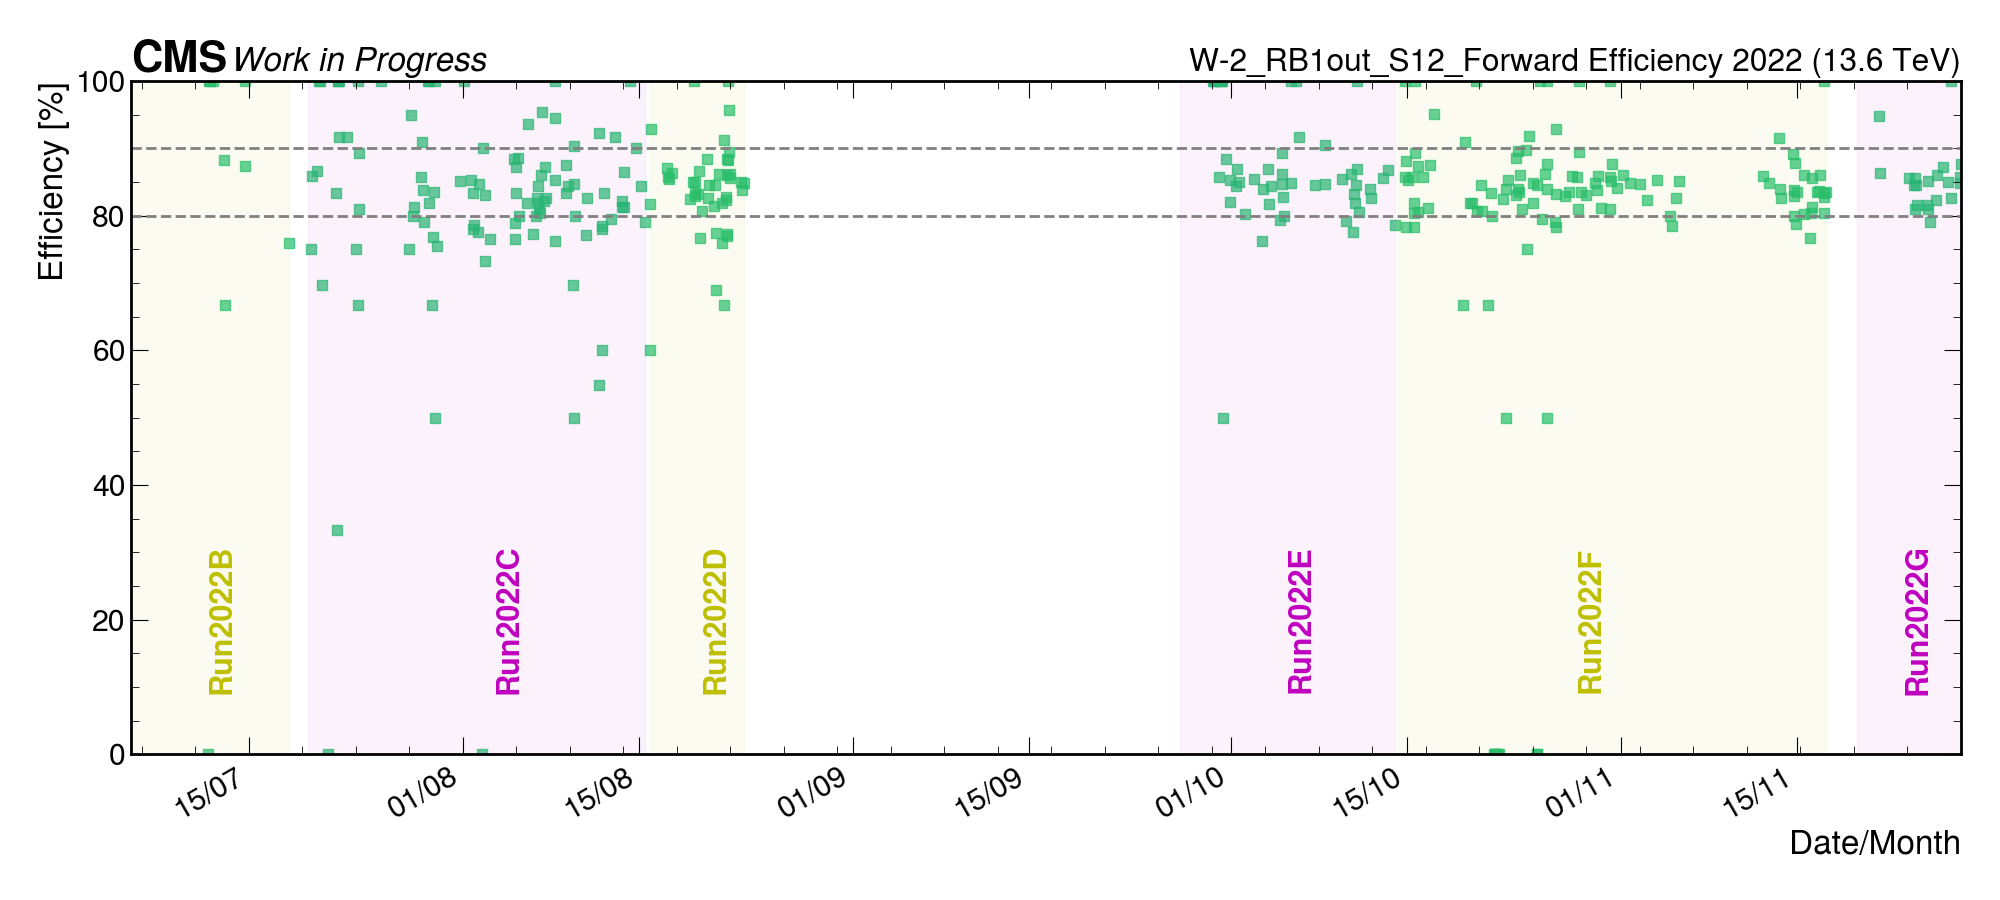 CMS Work in Progress
W-2_RB1out_S12_Forward Efficiency 2022 (13.6 TeV)
Efficiency [%]
100
80
60
40
20
0
Run2022B
Run2022C
Run2022D
Run2022E
Run2022F
Run2022G
15/07
01/08
15/08
01/09
15/09
01/10
15/10
01/11
15/11
Date/Month